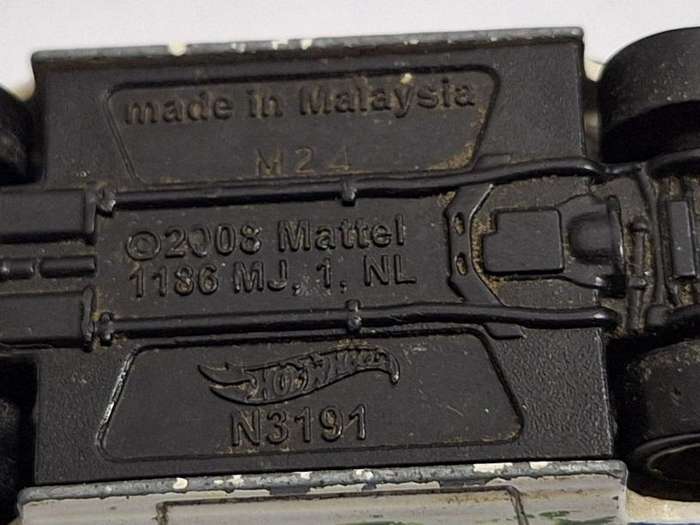 made in Malaysia
M24
©2008 Mattel
1186 MJ, 1, NL
HOT WHEELS
N3191